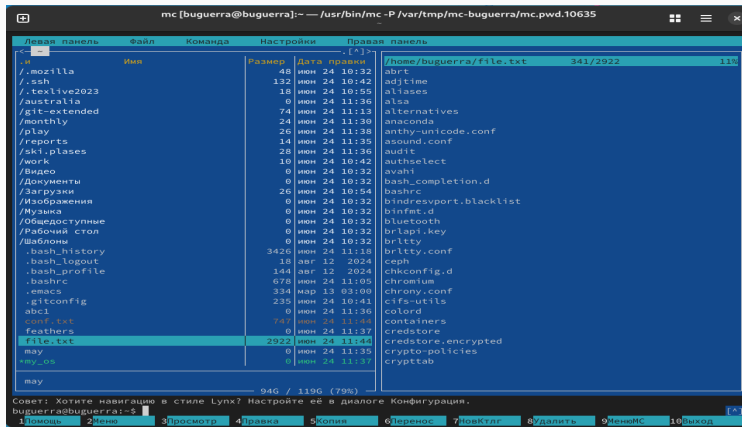 mc [buguerra@buguerra]:~ — /usr/bin/mc -P /var/tmp/mc-buguerra/mc.pwd.10635
Левая панель Файл Команда Настройки Правая панель
<— ~ .[^]>
.и Имя Размер Дата правки
/.mozilla 48 июн 24 10:32
/.ssh 132 июн 24 10:42
/.texlive2023 18 июн 24 10:55
/australia 0 июн 24 11:36
/git-extended 74 июн 24 11:13
/monthly 24 июн 24 11:30
/play 26 июн 24 11:38
/reports 14 июн 24 11:35
/ski.plases 28 июн 24 11:36
/work 10 июн 24 10:42
/Видео 0 июн 24 10:32
/Документы 0 июн 24 10:32
/Загрузки 26 июн 24 10:54
/Изображения 0 июн 24 10:32
/Музыка 0 июн 24 10:32
/Общедоступные 0 июн 24 10:32
/Рабочий стол 0 июн 24 10:32
/Шаблоны 0 июн 24 10:32
.bash_history 3426 июн 24 11:18
.bash_logout 18 авг 12 2024
.bash_profile 144 авг 12 2024
.bashrc 678 июн 24 11:05
.emacs 334 мар 13 03:00
.gitconfig 235 июн 24 10:41
abc1 0 июн 24 11:36
conf.txt 747 июн 24 11:44
feathers 0 июн 24 11:37
file.txt 2922 июн 24 11:44
may 0 июн 24 11:35
*my_os 0 июн 24 11:37
may
94G / 119G (79%)
/home/buguerra/file.txt 341/2922 11%
abrt
adjtime
aliases
alsa
alternatives
anaconda
anthy-unicode.conf
asound.conf
audit
authselect
avahi
bash_completion.d
bashrc
bindresvport.blacklist
binfmt.d
bluetooth
brlapi.key
brltty
brltty.conf
ceph
chkconfig.d
chromium
chrony.conf
cifs-utils
colord
containers
credstore
credstore.encrypted
crypto-policies
crypttab
Совет: Хотите навигацию в стиле Lynx? Настройте её в диалоге Конфигурация.
buguerra@buguerra:~$ [^]
1Помощь 2Меню 3Просмотр 4Правка 5Копия 6Перенос 7НовКтлг 8Удалить 9МенюМС 10Выход